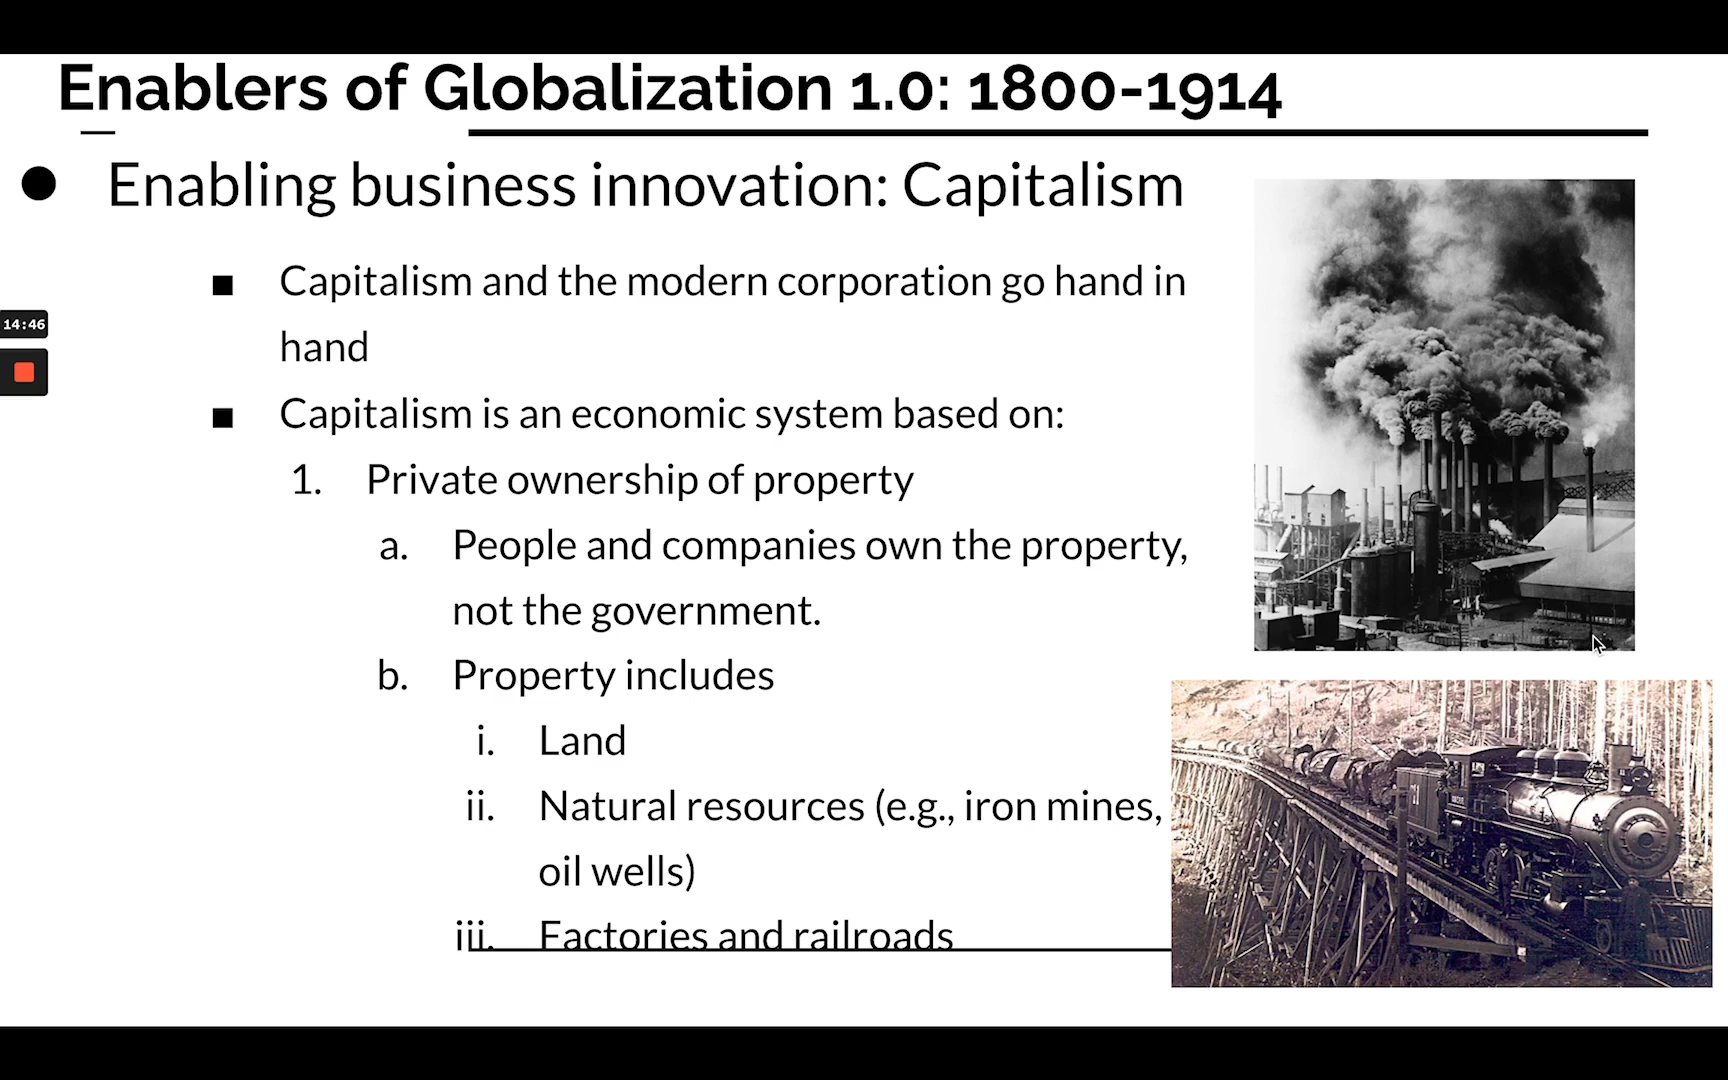 Enablers of Globalization 1.0: 1800-1914
● Enabling business innovation: Capitalism
■ Capitalism and the modern corporation go hand in
hand
14:46
■ Capitalism is an economic system based on:
1. Private ownership of property
a. People and companies own the property,
not the government.
b. Property includes
i. Land
ii. Natural resources (e.g., iron mines,
oil wells)
iii. Factories and railroads